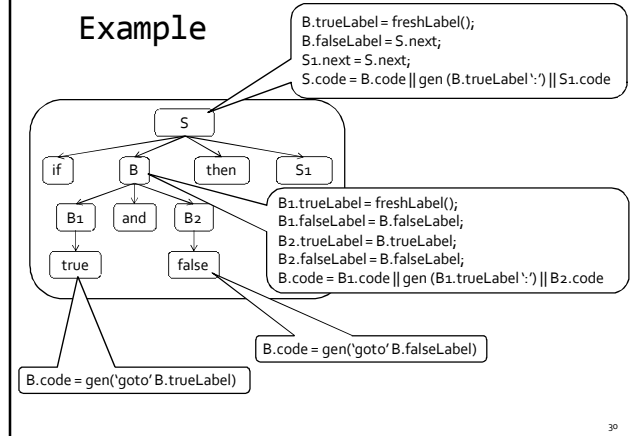 Example
B.trueLabel = freshLabel();
B.falseLabel = S.next;
S1.next = S.next;
S.code = B.code || gen (B.trueLabel ‘:’) || S1.code
S
if
B
then
S1
B1
and
B2
B1.trueLabel = freshLabel();
B1.falseLabel = B.falseLabel;
B2.trueLabel = B.trueLabel;
B2.falseLabel = B.falseLabel;
B.code = B1.code || gen (B1.trueLabel ‘:’) || B2.code
true
false
B.code = gen(‘goto’ B.falseLabel)
B.code = gen(‘goto’ B.trueLabel)
30